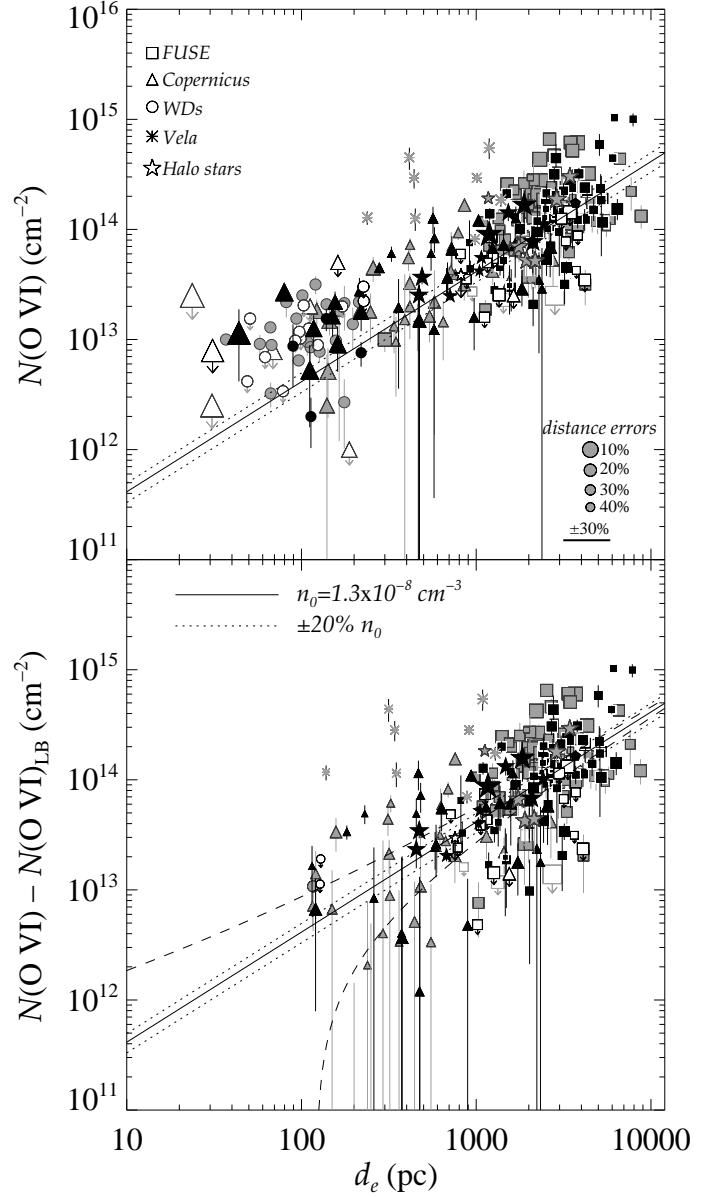 10^16
FUSE
Copernicus
WDs
Vela
Halo stars
10^15
10^14
N(O VI) (cm^−2)
10^13
distance errors
10%
20%
30%
40%
±30%
10^12
10^11
n_0=1.3x10^−8 cm^−3
±20% n_0
10^15
10^14
N(O VI) − N(O VI)_LB (cm^−2)
10^13
10^12
10^11
10 100 1000 10000
d_e (pc)